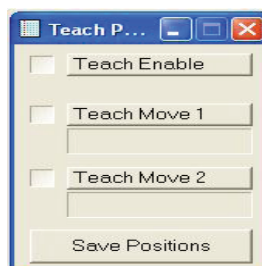 Teach P...
Teach Enable
Teach Move 1
Teach Move 2
Save Positions